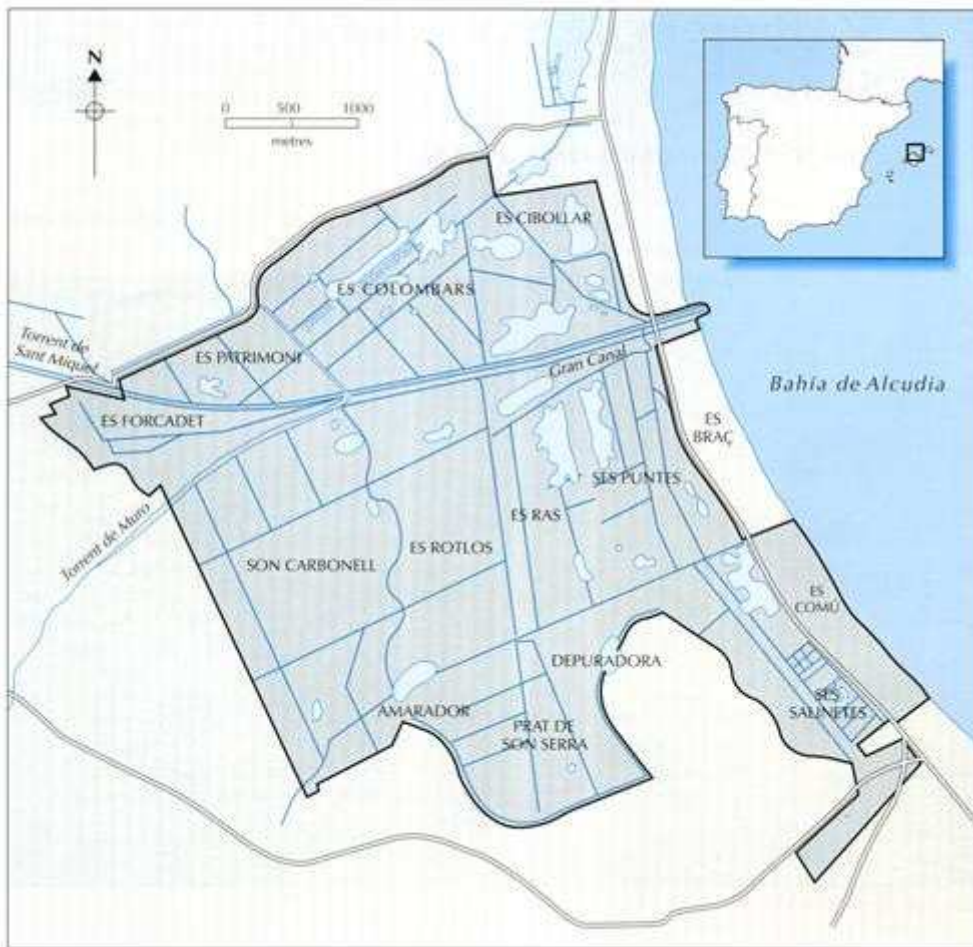 N
0 500 1000
metres
ES CIBOLLAR
ES COLOMBARS
Torrent de
Sant Miquel
ES PATRIMONI
Gran Canal
Bahía de Alcudia
ES FORCADET
ES
BRAÇ
SES PUNTES
Torrent de Muro
ES RAS
ES ROTLOS
SON CARBONELL
ES
COMÚ
DEPURADORA
SES
SALINETES
AMARADOR
PRAT DE
SON SERRA